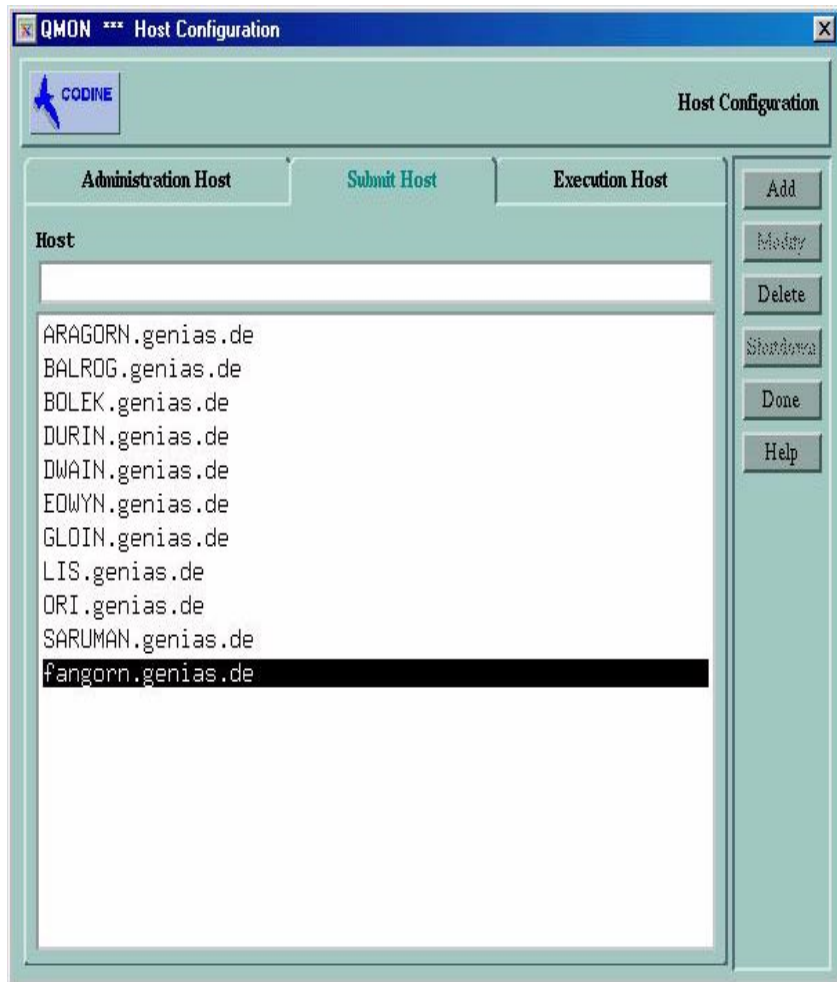 QMON *** Host Configuration
CODINE
Host Configuration
Administration Host
Submit Host
Execution Host
Host
ARAGORN.genias.de
BALROG.genias.de
BOLEK.genias.de
DURIN.genias.de
DWAIN.genias.de
EOWYN.genias.de
GLOIN.genias.de
LIS.genias.de
ORI.genias.de
SARUMAN.genias.de
fangorn.genias.de
Add
Modify
Delete
Shutdown
Done
Help